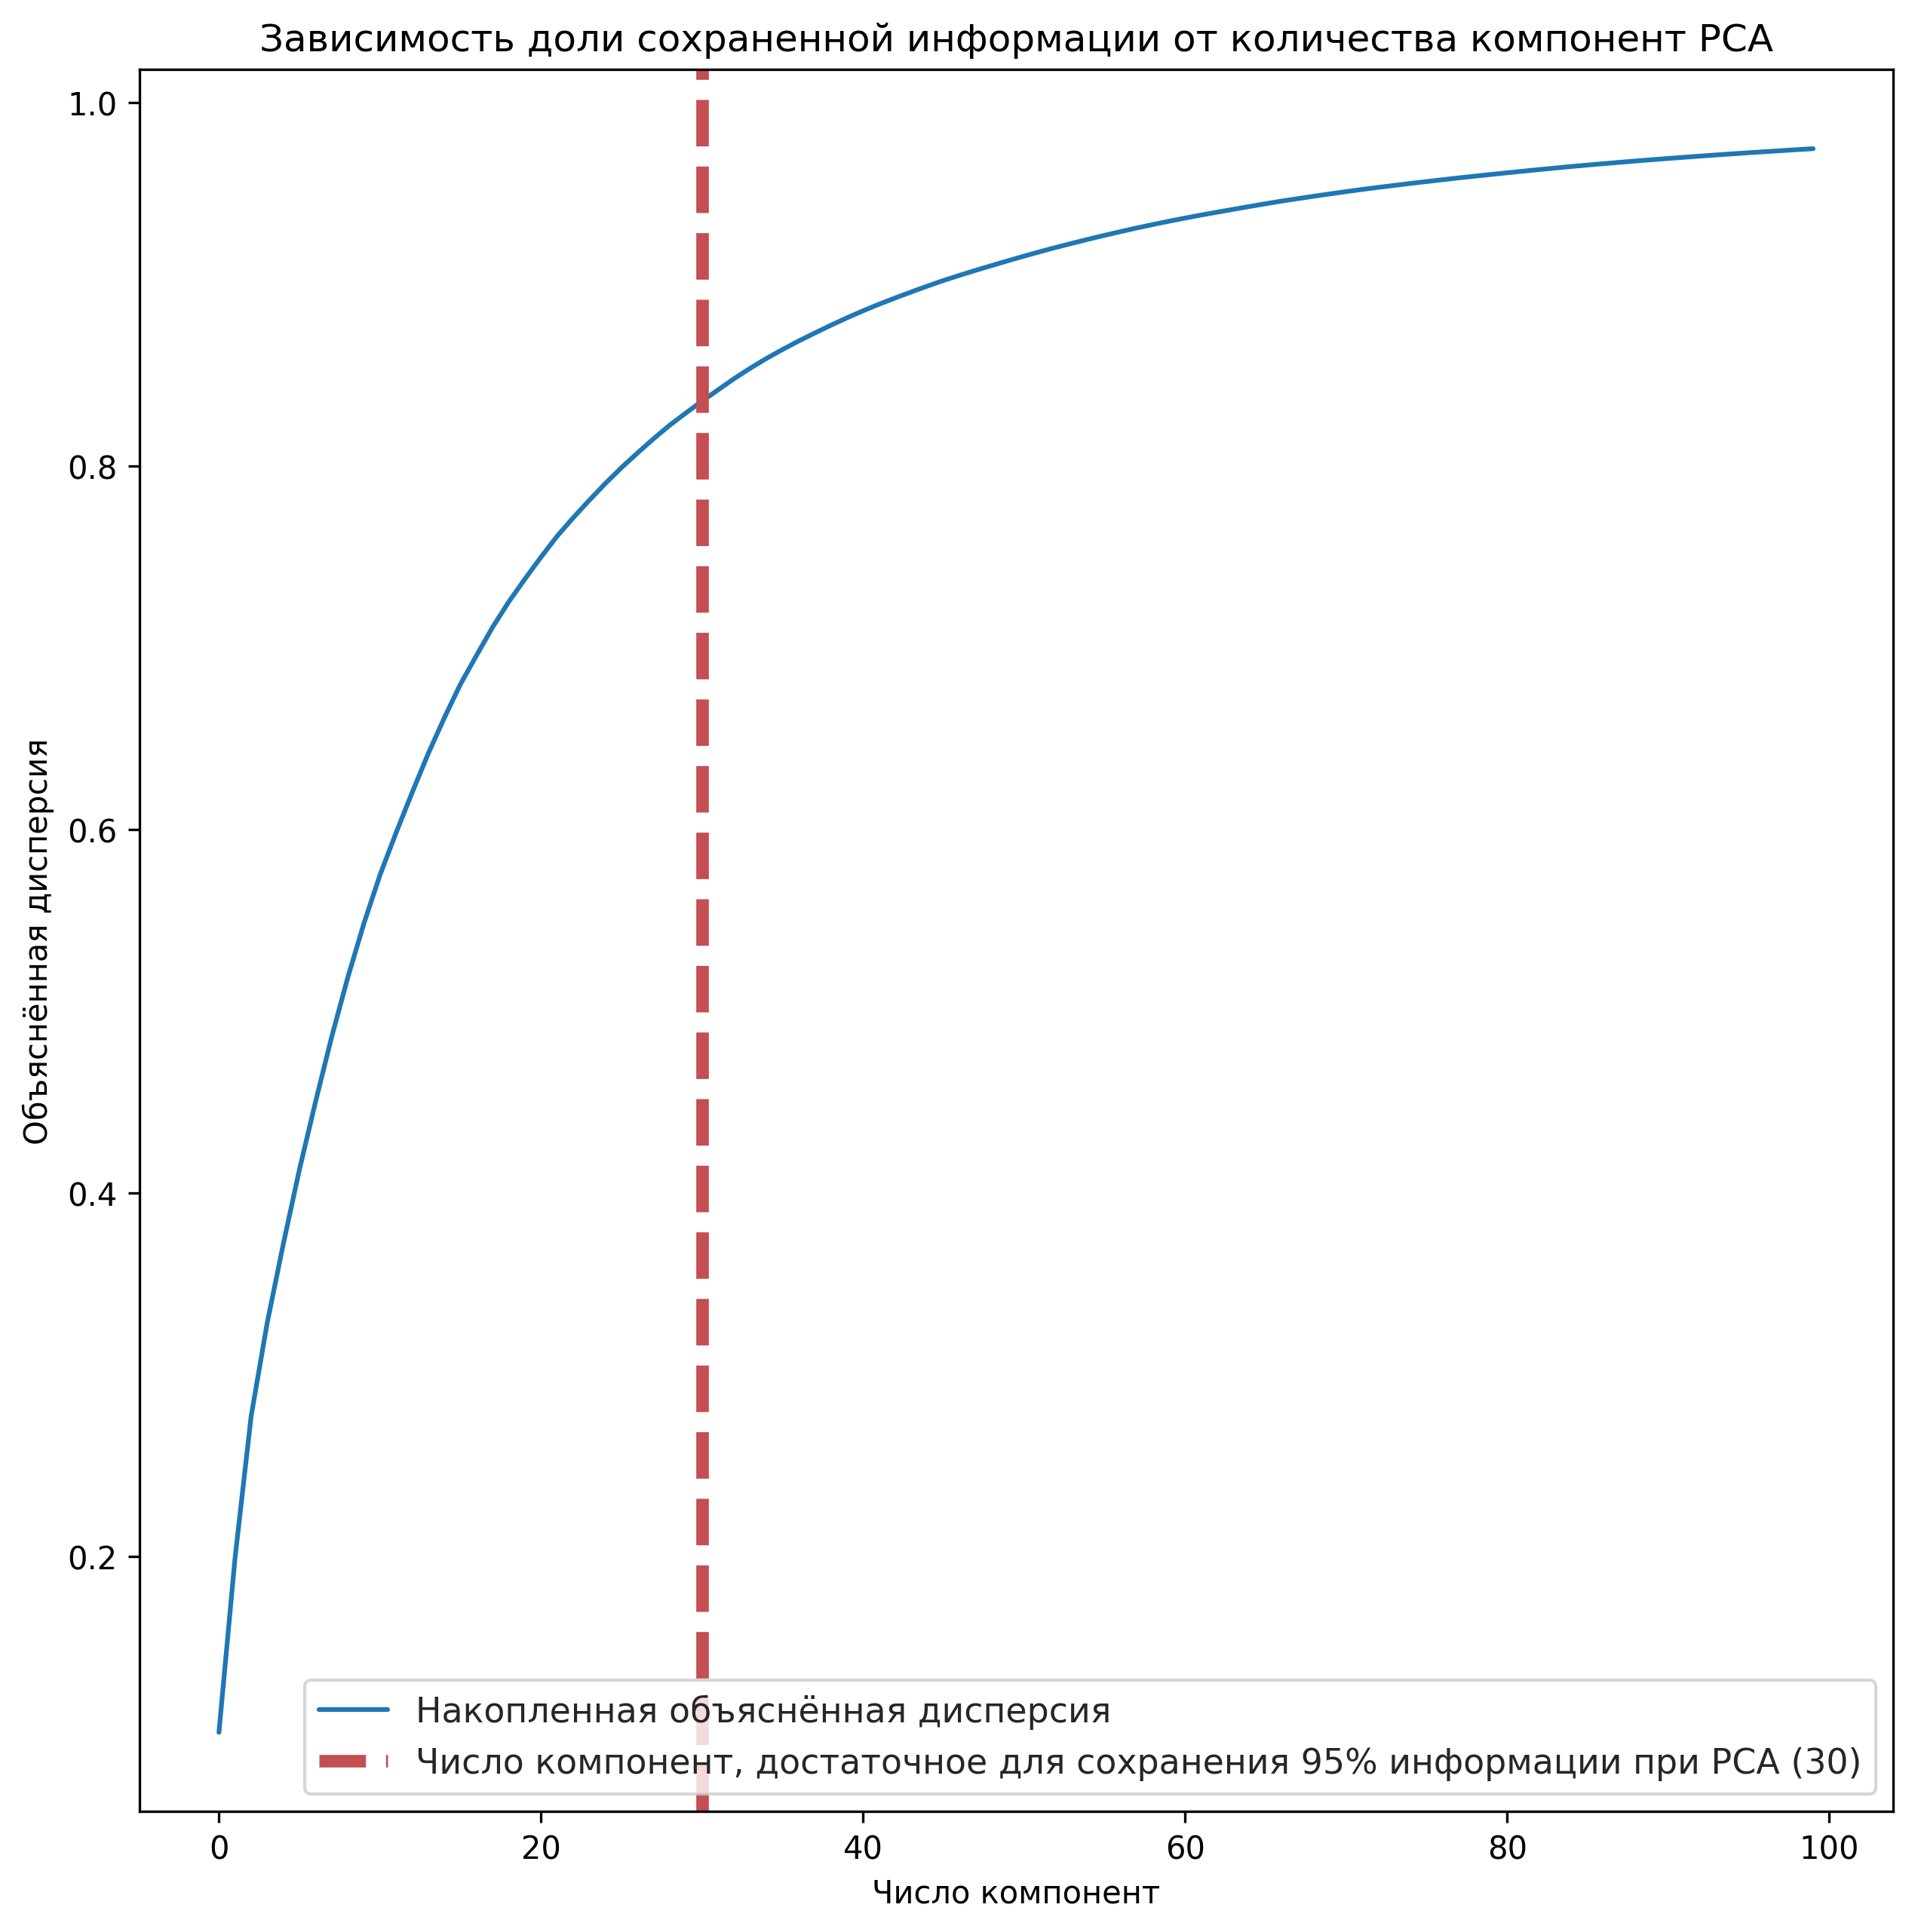 Зависимость доли сохраненной информации от количества компонент PCA
1.0
0.8
0.6
0.4
0.2
Объяснённая дисперсия
Накопленная объяснённая дисперсия
Число компонент, достаточное для сохранения 95% информации при PCA (30)
0 20 40 60 80 100
Число компонент